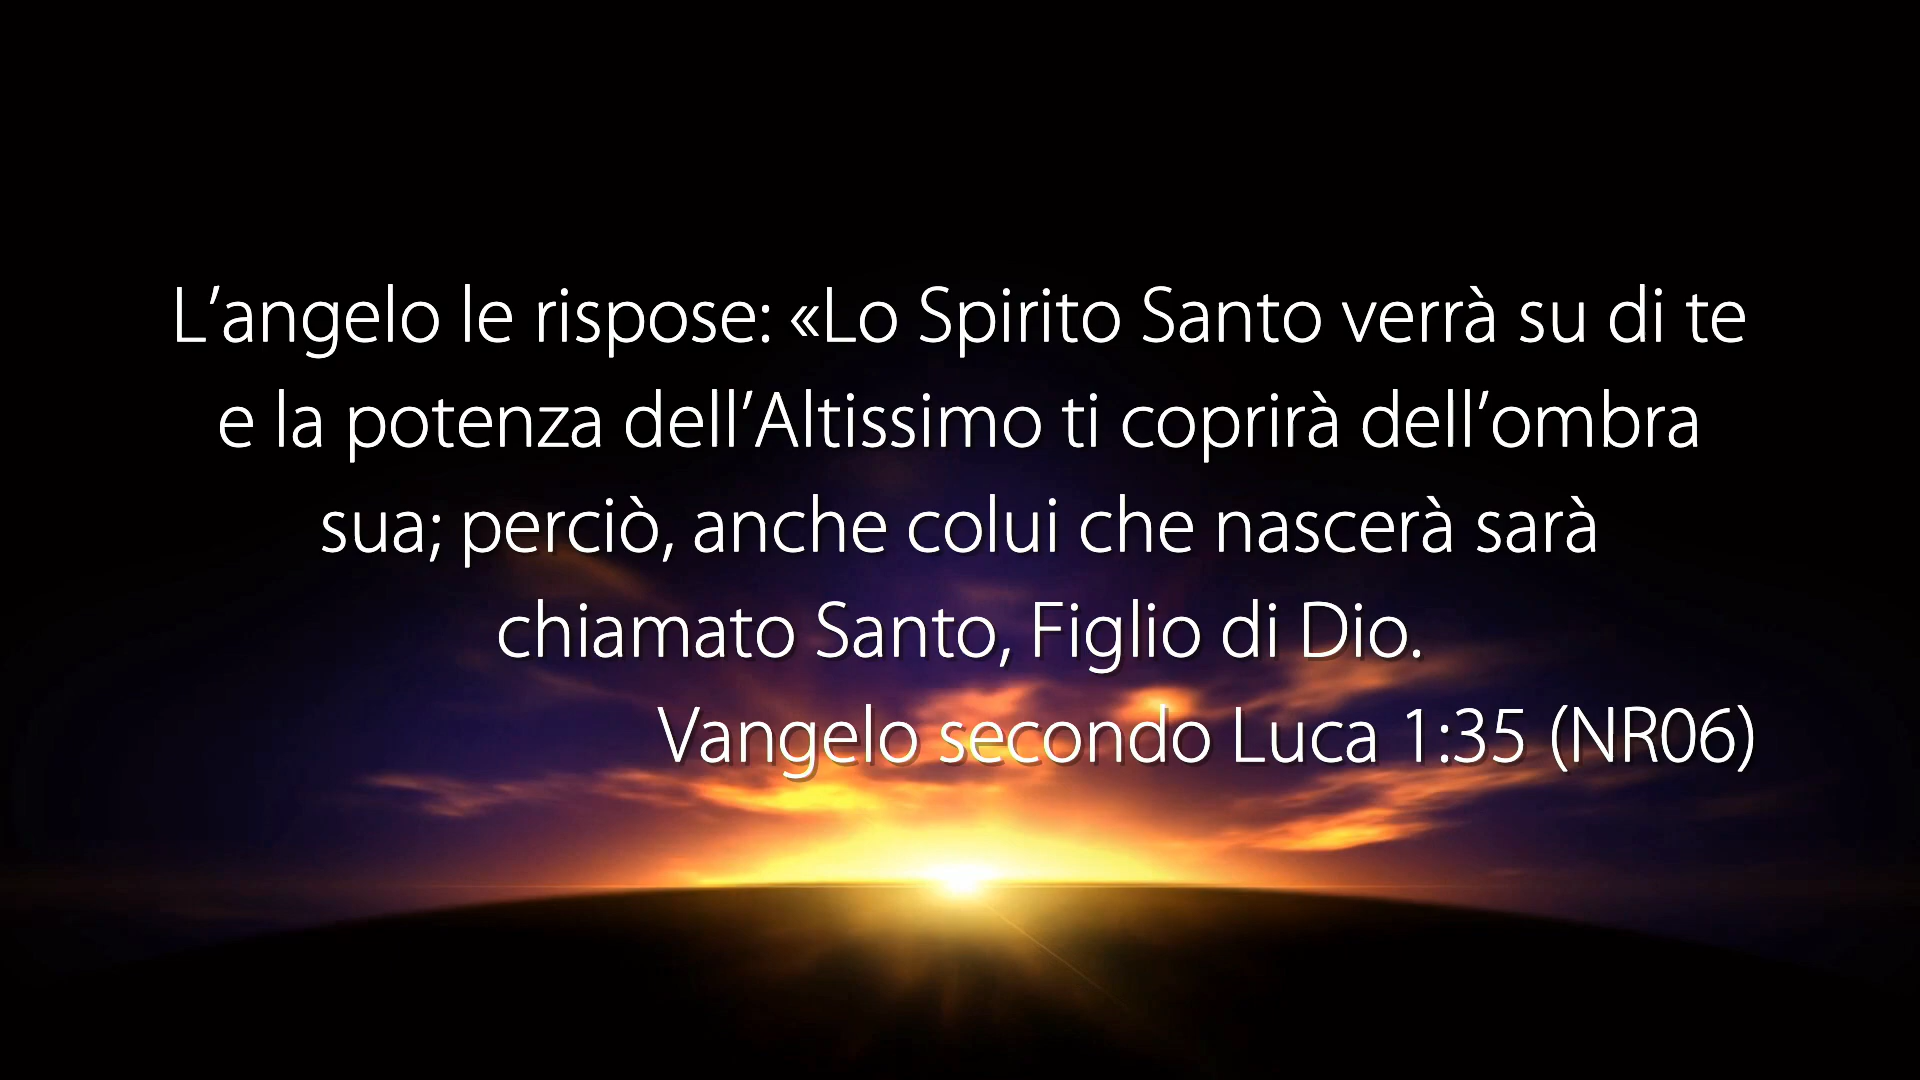 L’angelo le rispose: «Lo Spirito Santo verrà su di te
e la potenza dell’Altissimo ti coprirà dell’ombra
sua; perciò, anche colui che nascerà sarà
chiamato Santo, Figlio di Dio.
Vangelo secondo Luca 1:35 (NR06)